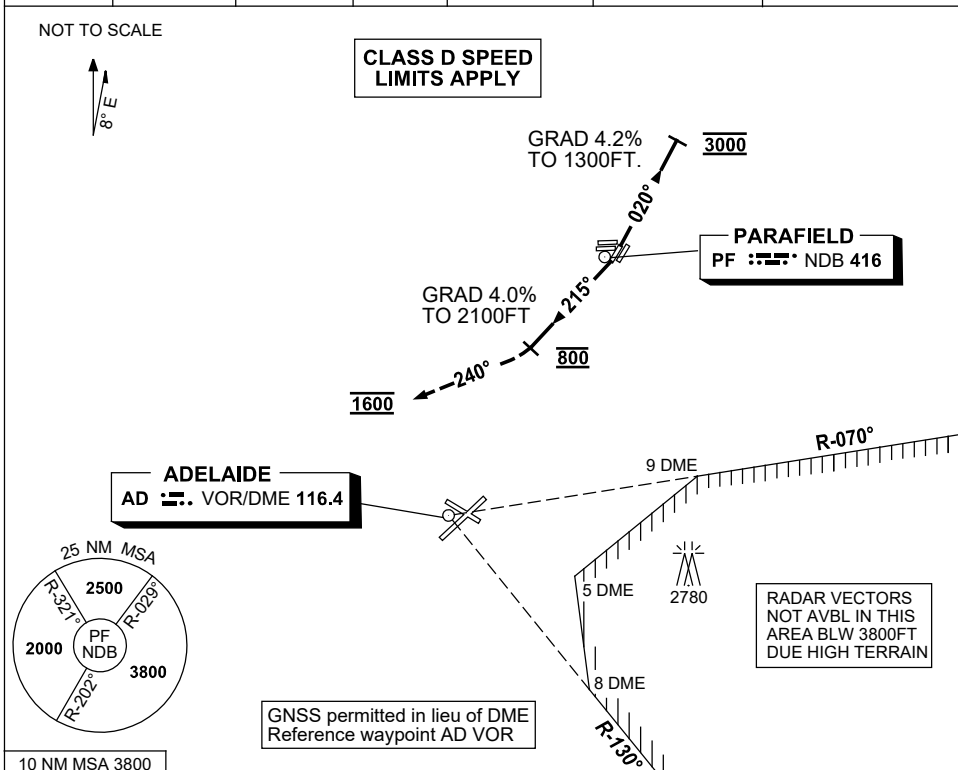 NOT TO SCALE
8° E
CLASS D SPEED
LIMITS APPLY
GRAD 4.2%
TO 1300FT.
3000
020°
PARAFIELD
PF NDB 416
215°
GRAD 4.0%
TO 2100FT
800
240°
1600
R-070°
9 DME
ADELAIDE
AD VOR/DME 116.4
5 DME
2780
RADAR VECTORS
NOT AVBL IN THIS
AREA BLW 3800FT
DUE HIGH TERRAIN
25 NM MSA
2500
R-321°
R-029°
PF
NDB
2000
3800
R-202°
8 DME
R-130°
GNSS permitted in lieu of DME
Reference waypoint AD VOR
10 NM MSA 3800